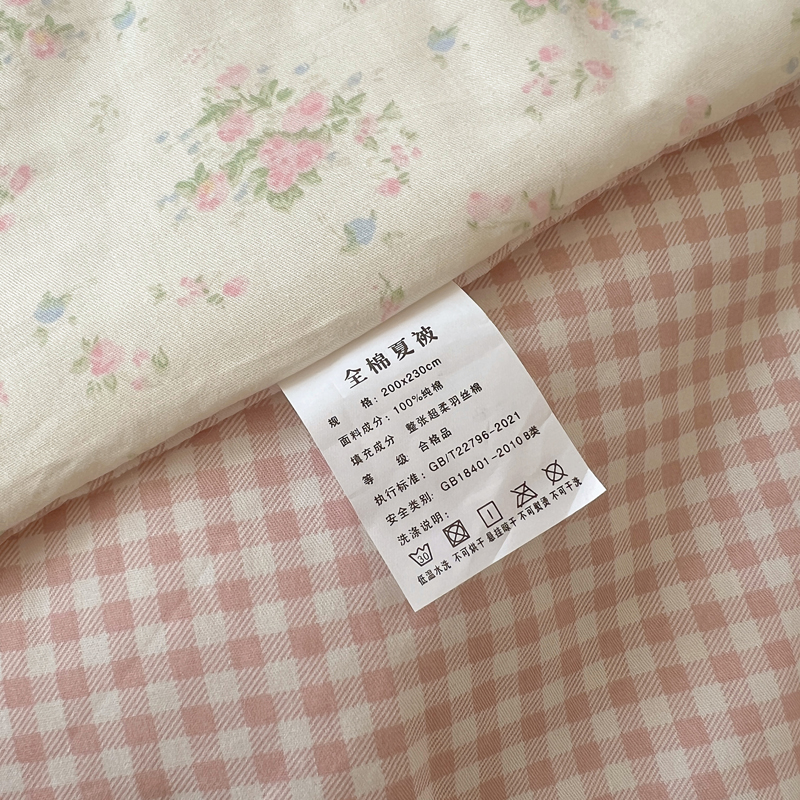 全棉夏被
规 格：200x230cm
面料成分：100%纯棉
填充成分 整张超柔羽丝棉
等 级 合格品
执行标准：GB/T22796-2021
安全类别：GB18401-2010B类
洗涤说明：
30
低温水洗 不可烘干 悬挂晾干 不可熨烫 不可干洗